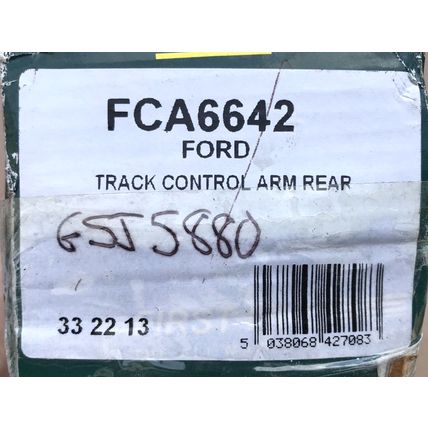 FCA6642
FORD
TRACK CONTROL ARM REAR
GSJ5880
33 22 13
5 038068 427083